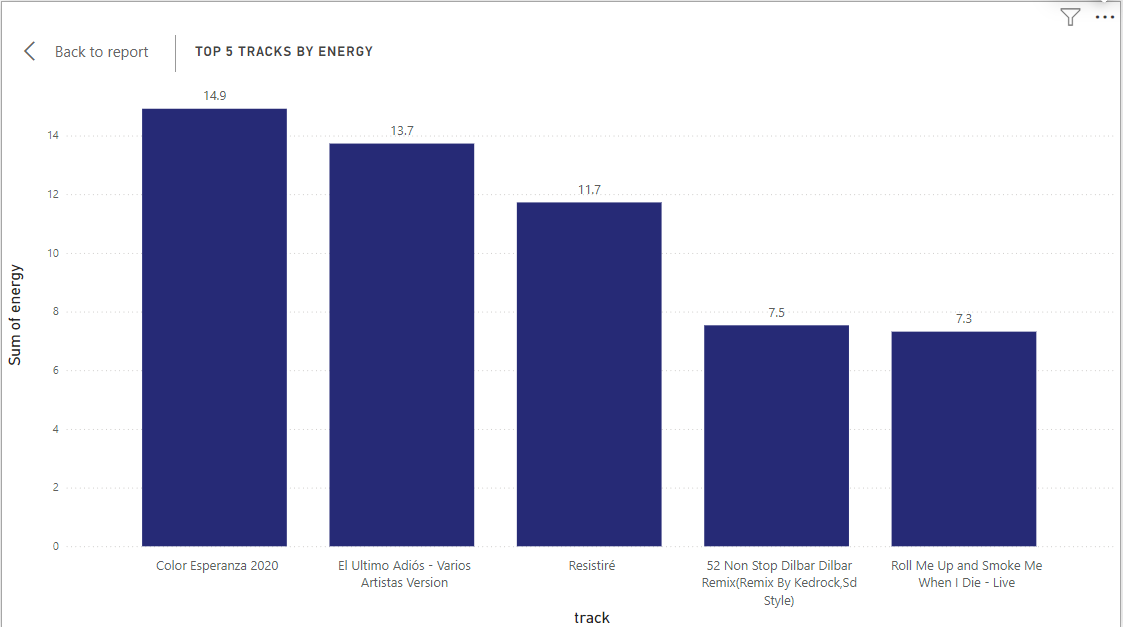 Back to report
TOP 5 TRACKS BY ENERGY
14.9
13.7
11.7
7.5
7.3
14
12
10
8
6
4
2
0
Sum of energy
Color Esperanza 2020
El Ultimo Adiós - Varios
Artistas Version
Resistiré
52 Non Stop Dilbar Dilbar
Remix(Remix By Kedrock,Sd
Style)
Roll Me Up and Smoke Me
When I Die - Live
track